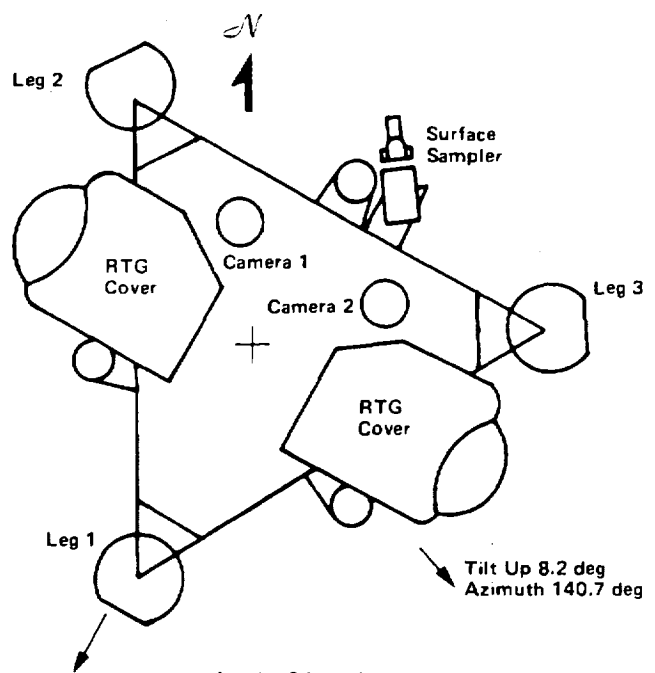 N
Leg 2
Surface
Sampler
RTG
Cover
Camera 1
Camera 2
Leg 3
RTG
Cover
Leg 1
Tilt Up 8.2 deg
Azimuth 140.7 deg